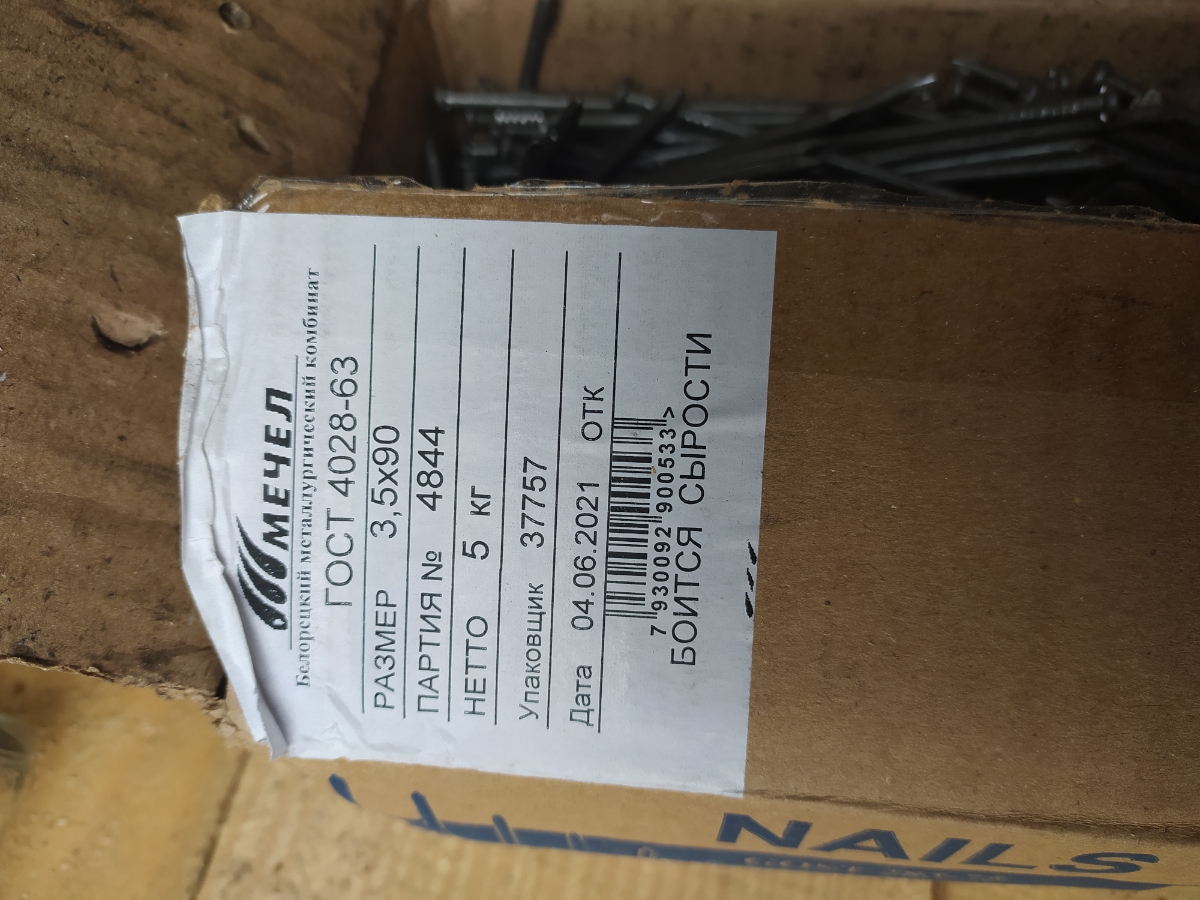 МЕЧЕЛ
Белорецкий металлургический комбинат
ГОСТ 4028-63
РАЗМЕР 3,5х90
ПАРТИЯ № 4844
НЕТТО 5 кг
Упаковщик 37757
Дата 04.06.2021 ОТК
7 930092 900533 >
БОИТСЯ СЫРОСТИ
NAILS